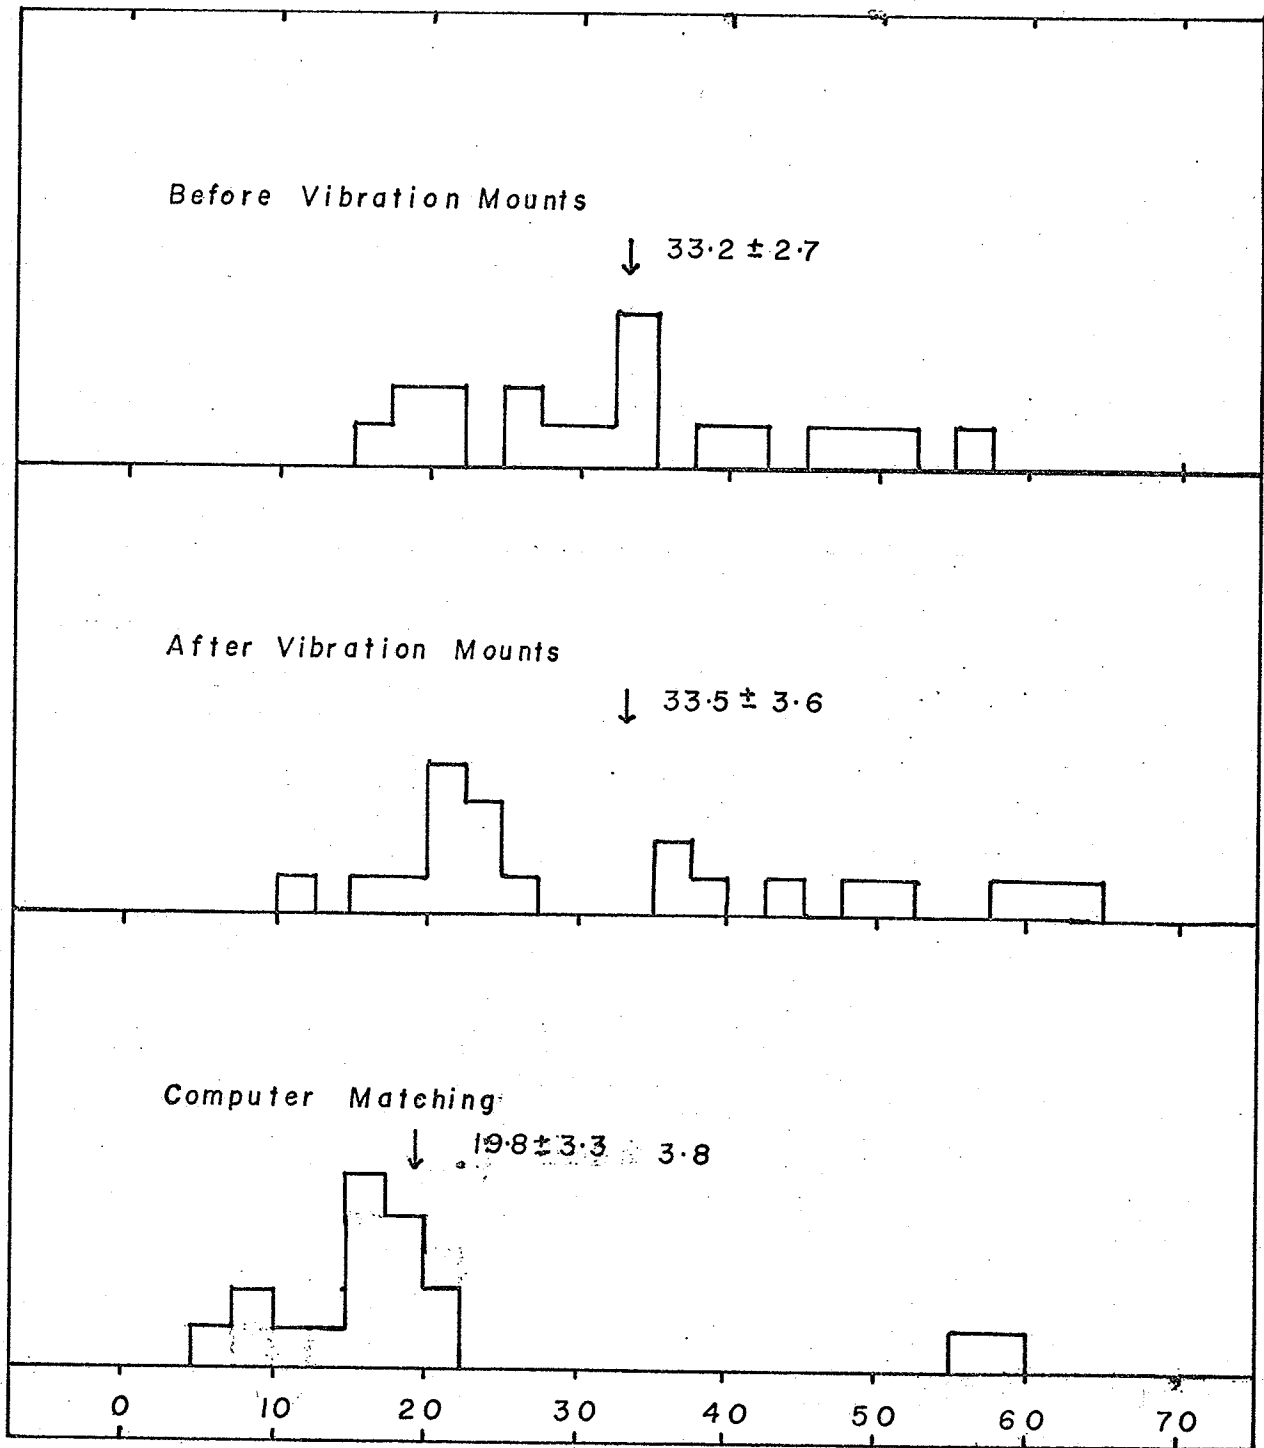 Before Vibration Mounts
33·2 ± 2·7
After Vibration Mounts
33·5 ± 3·6
Computer Matching
19·8 ± 3·3 3·8
0 10 20 30 40 50 60 70